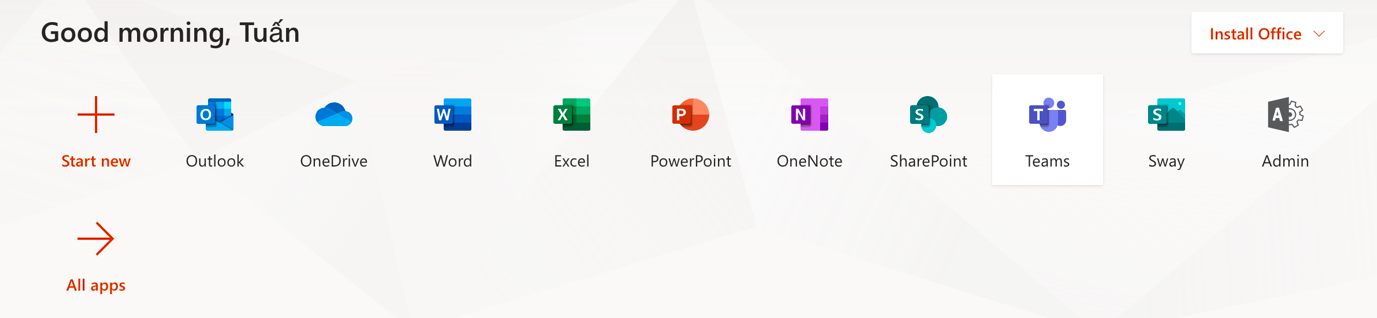 Good morning, Tuấn
Install Office
Start new
Outlook
OneDrive
Word
Excel
PowerPoint
OneNote
SharePoint
Teams
Sway
Admin
All apps